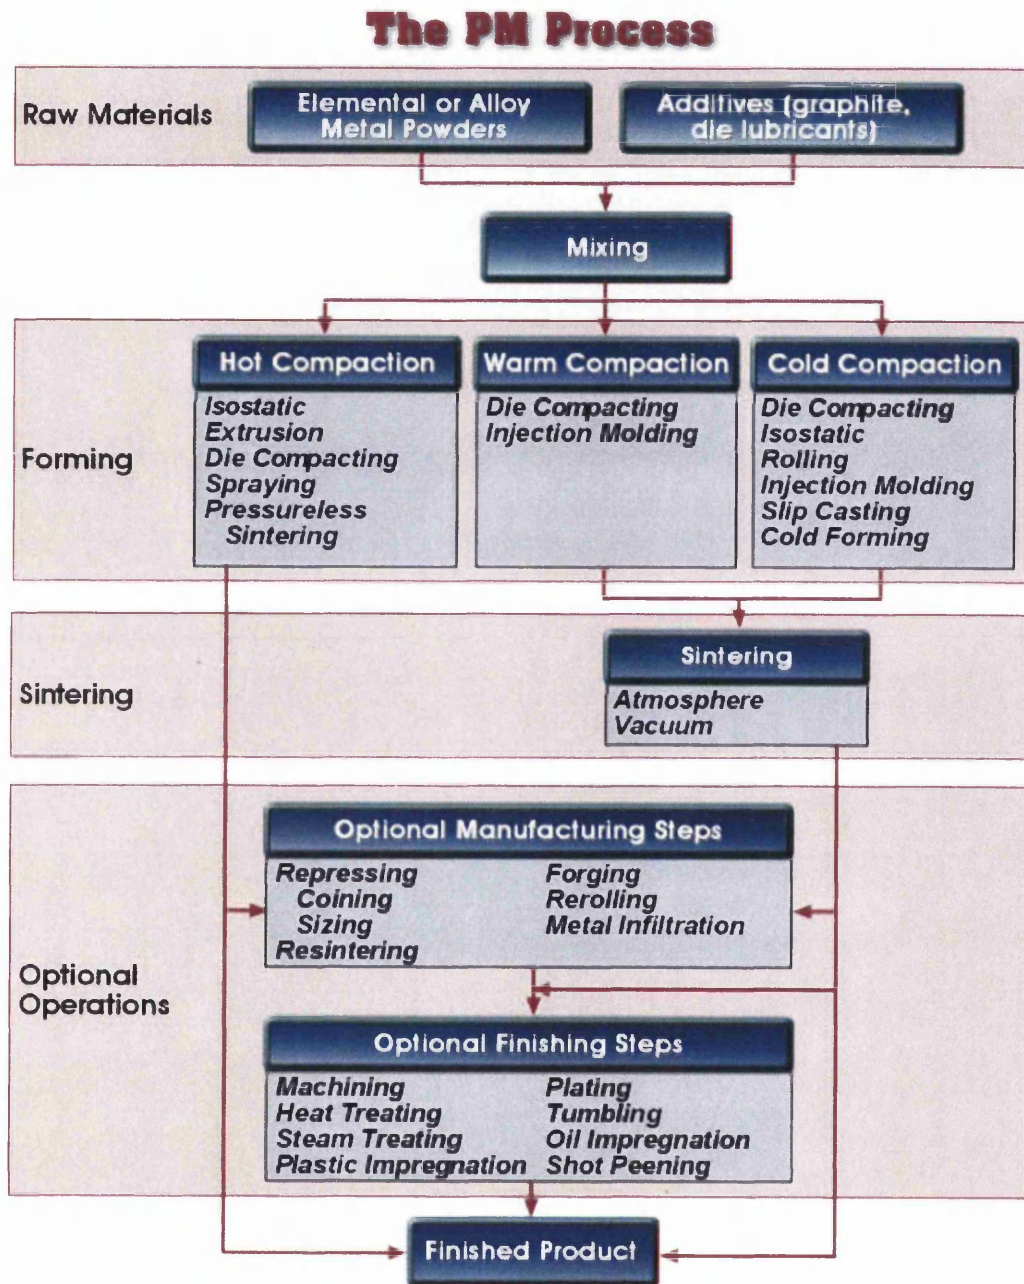 The PM Process
Raw Materials
Elemental or Alloy
Metal Powders
Additives (graphite,
die lubricants)
Mixing
Forming
Hot Compaction
Isostatic
Extrusion
Die Compacting
Spraying
Pressureless
Sintering
Warm Compaction
Die Compacting
Injection Molding
Cold Compaction
Die Compacting
Isostatic
Rolling
Injection Molding
Slip Casting
Cold Forming
Sintering
Sintering
Atmosphere
Vacuum
Optional
Operations
Optional Manufacturing Steps
Repressing
Coining
Sizing
Resintering
Forging
Rerolling
Metal Infiltration
Optional Finishing Steps
Machining
Heat Treating
Steam Treating
Plastic Impregnation
Plating
Tumbling
Oil Impregnation
Shot Peening
Finished Product